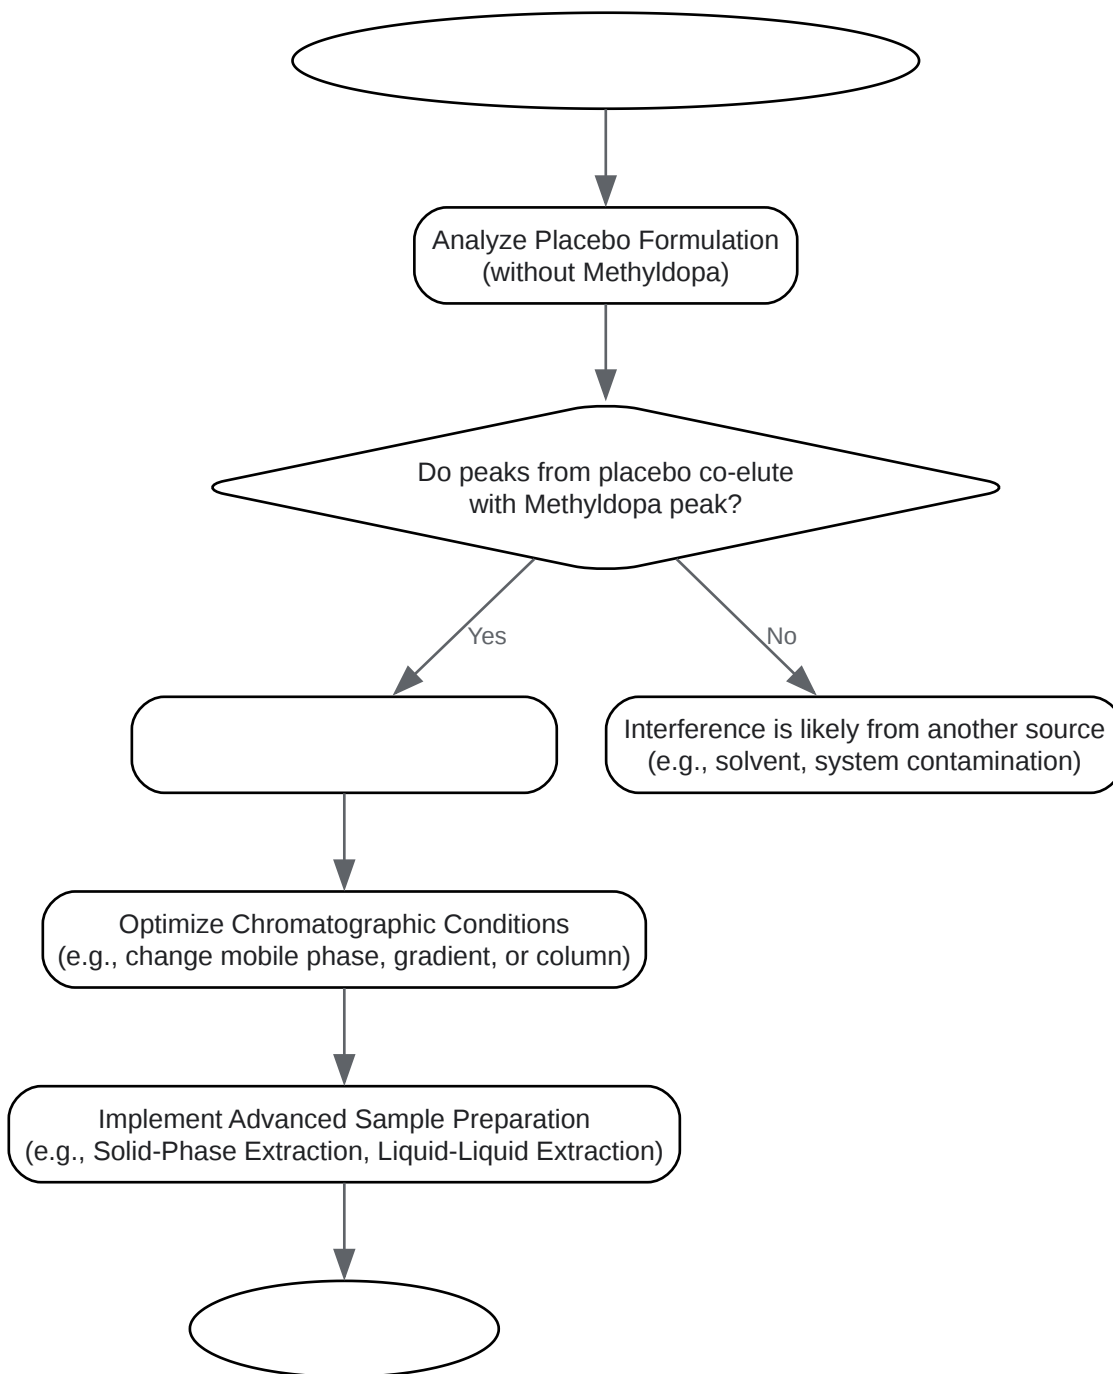 Analyze Placebo Formulation
(without Methyldopa)
Do peaks from placebo co-elute
with Methyldopa peak?
Yes
No
Interference is likely from another source
(e.g., solvent, system contamination)
Optimize Chromatographic Conditions
(e.g., change mobile phase, gradient, or column)
Implement Advanced Sample Preparation
(e.g., Solid-Phase Extraction, Liquid-Liquid Extraction)